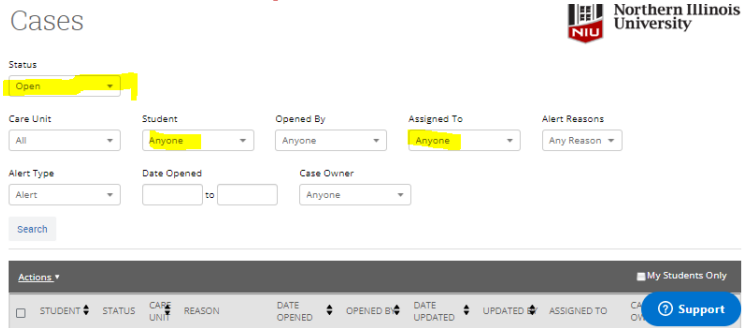 Cases
NIU
Northern Illinois
University
Status
Open
Care Unit
Student
Opened By
Assigned To
Alert Reasons
All
Anyone
Anyone
Anyone
Any Reason
Alert Type
Date Opened
Case Owner
Alert
to
Anyone
Search
Actions
My Students Only
STUDENT
STATUS
CARE
UNIT
REASON
DATE
OPENED
OPENED BY
DATE
UPDATED
UPDATED BY
ASSIGNED TO
Support